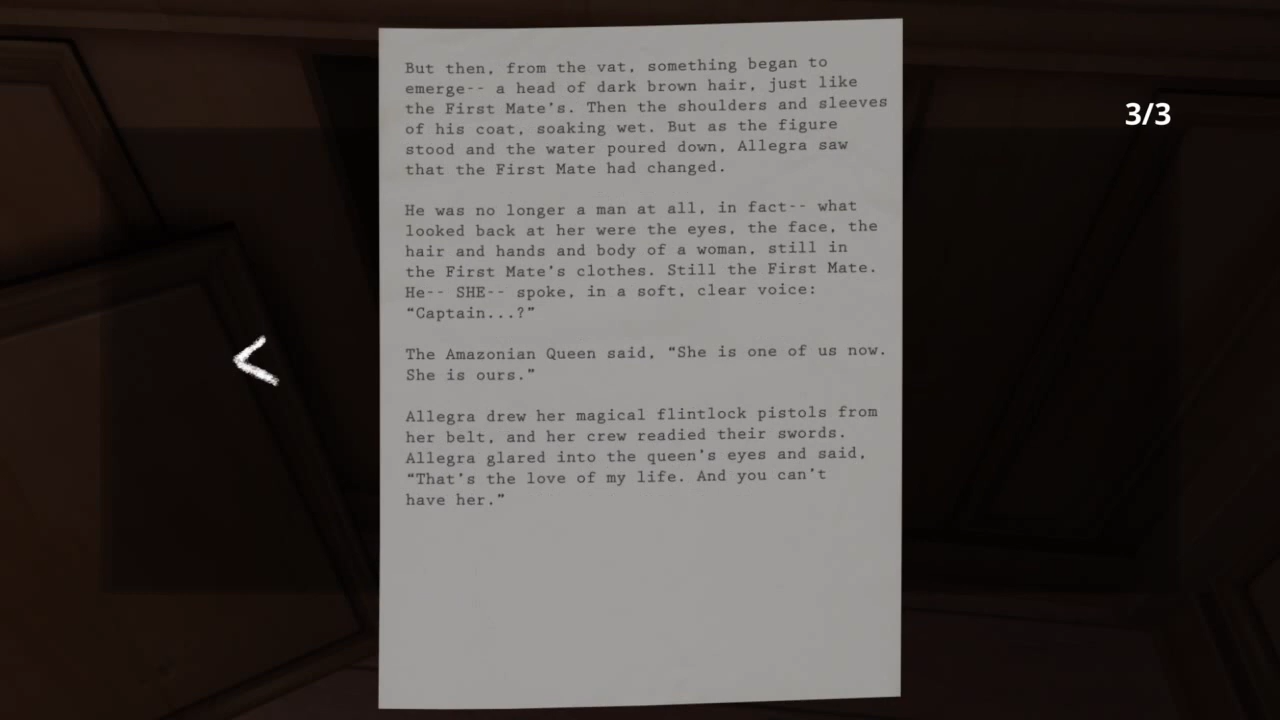 But then, from the vat, something began to
emerge-- a head of dark brown hair, just like
the First Mate's. Then the shoulders and sleeves
of his coat, soaking wet. But as the figure
stood and the water poured down, Allegra saw
that the First Mate had changed.
He was no longer a man at all, in fact-- what
looked back at her were the eyes, the face, the
hair and hands and body of a woman, still in
the First Mate's clothes. Still the First Mate.
He-- SHE-- spoke, in a soft, clear voice:
“Captain...?”
The Amazonian Queen said, “She is one of us now.
She is ours.”
Allegra drew her magical flintlock pistols from
her belt, and her crew readied their swords.
Allegra glared into the queen's eyes and said,
“That's the love of my life. And you can't
have her.”
3/3